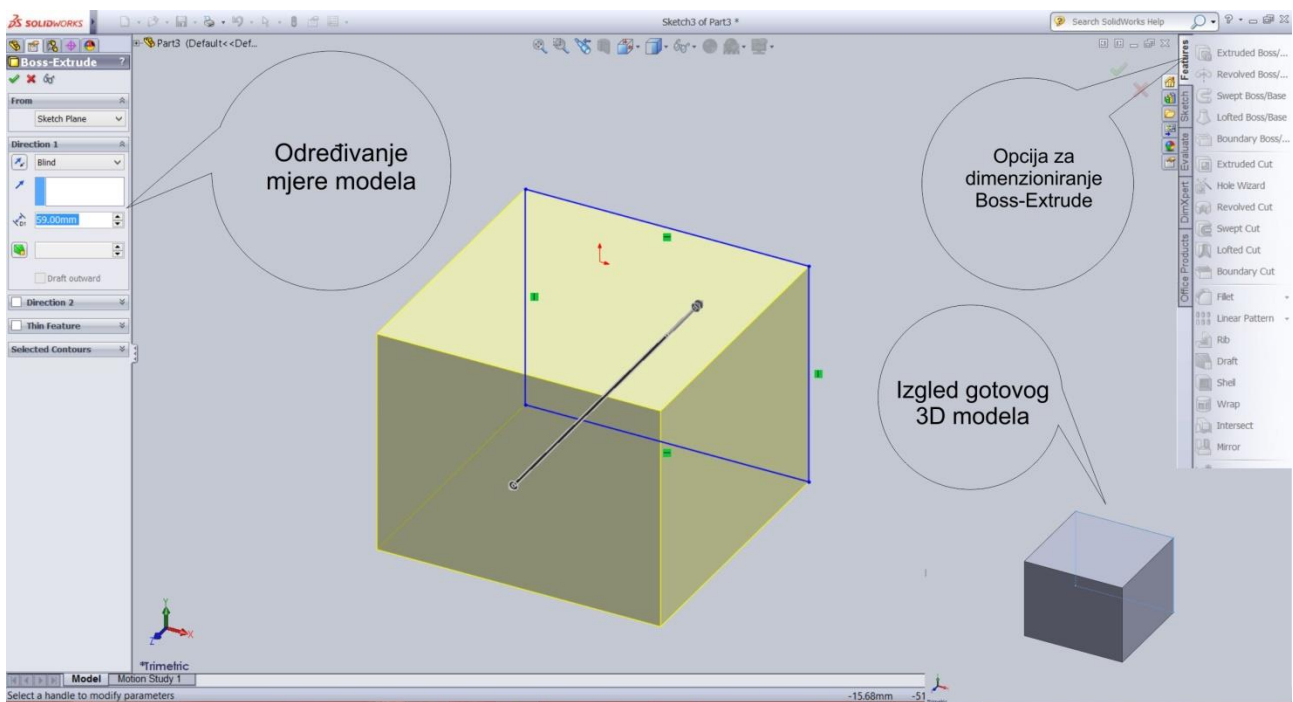 SOLIDWORKS
Sketch3 of Part3 *
Search SolidWorks Help
Part3 (Default<<Def...
Boss-Extrude
?
From
Sketch Plane
Direction 1
Blind
59.00mm
Draft outward
Direction 2
Thin Feature
Selected Contours
Određivanje
mjere modela
Opcija za
dimenzioniranje
Boss-Extrude
Izgled gotovog
3D modela
Features
Sketch
Evaluate
DimXpert
Office Products
Extruded Boss/...
Revolved Boss/...
Swept Boss/Base
Lofted Boss/Base
Boundary Boss/...
Extruded Cut
Hole Wizard
Revolved Cut
Swept Cut
Lofted Cut
Boundary Cut
Fillet
Linear Pattern
Rib
Draft
Shell
Wrap
Intersect
Mirror
Y
X
Z
*Trimetric
Model
Motion Study 1
Select a handle to modify parameters
-15.68mm
-51